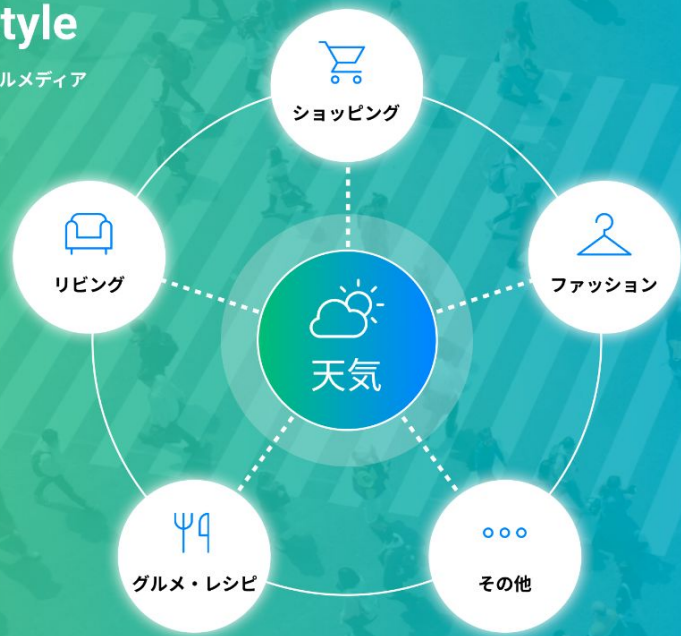 tyle
ルメディア
ショッピング
リビング
ファッション
天気
グルメ・レシピ
その他